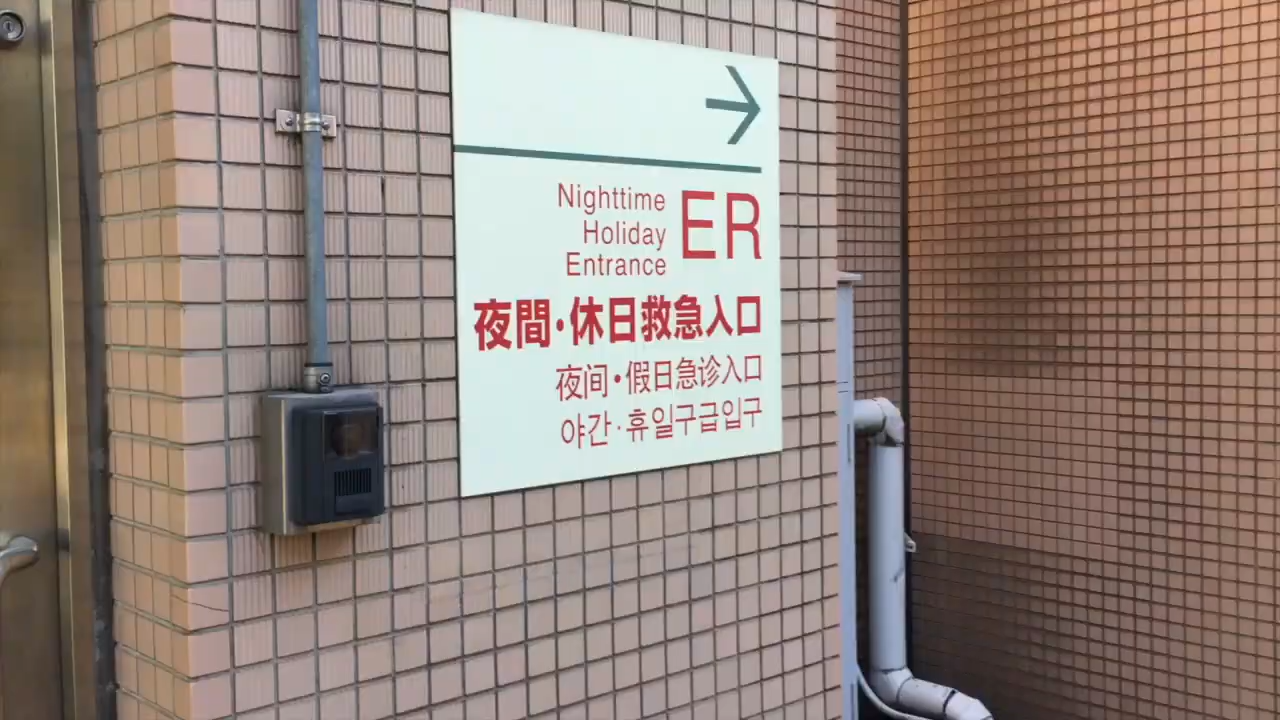 Nighttime
Holiday
Entrance
ER
夜間・休日救急入口
夜间・假日急诊入口
야간·휴일구급입구